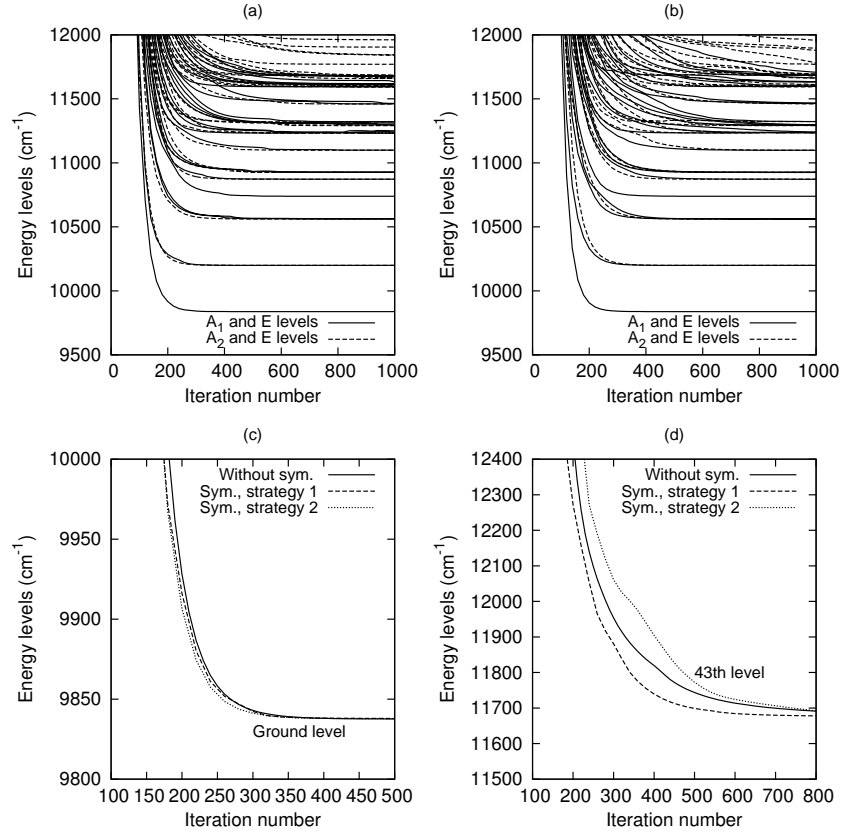 (a)
Energy levels (cm-1)
12000
11500
11000
10500
10000
9500
A1 and E levels
A2 and E levels
0 200 400 600 800 1000
Iteration number
(b)
Energy levels (cm-1)
12000
11500
11000
10500
10000
9500
A1 and E levels
A2 and E levels
0 200 400 600 800 1000
Iteration number
(c)
Energy levels (cm-1)
10000
9950
9900
9850
9800
Without sym.
Sym., strategy 1
Sym., strategy 2
Ground level
100 150 200 250 300 350 400 450 500
Iteration number
(d)
Energy levels (cm-1)
12400
12300
12200
12100
12000
11900
11800
11700
11600
11500
Without sym.
Sym., strategy 1
Sym., strategy 2
43th level
100 200 300 400 500 600 700 800
Iteration number